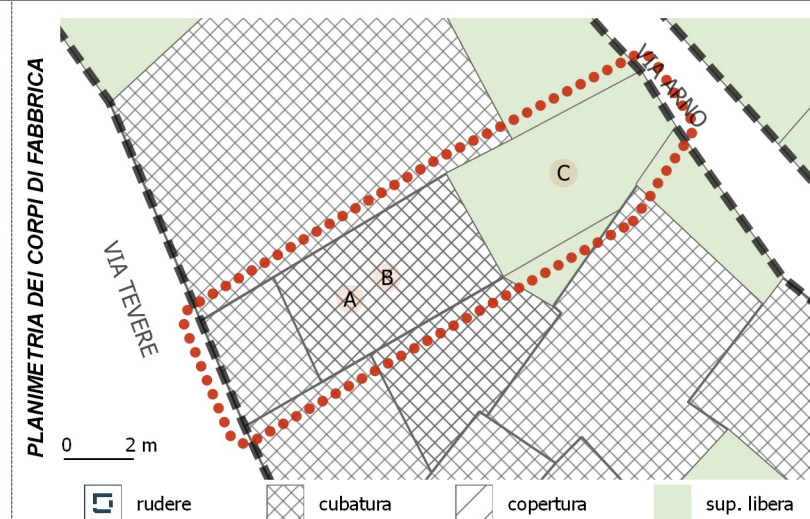 PLANIMETRIA DEI CORPI DI FABBRICA
VIA ARNO
C
VIA TEVERE
B
A
0 2 m
rudere cubatura copertura sup. libera